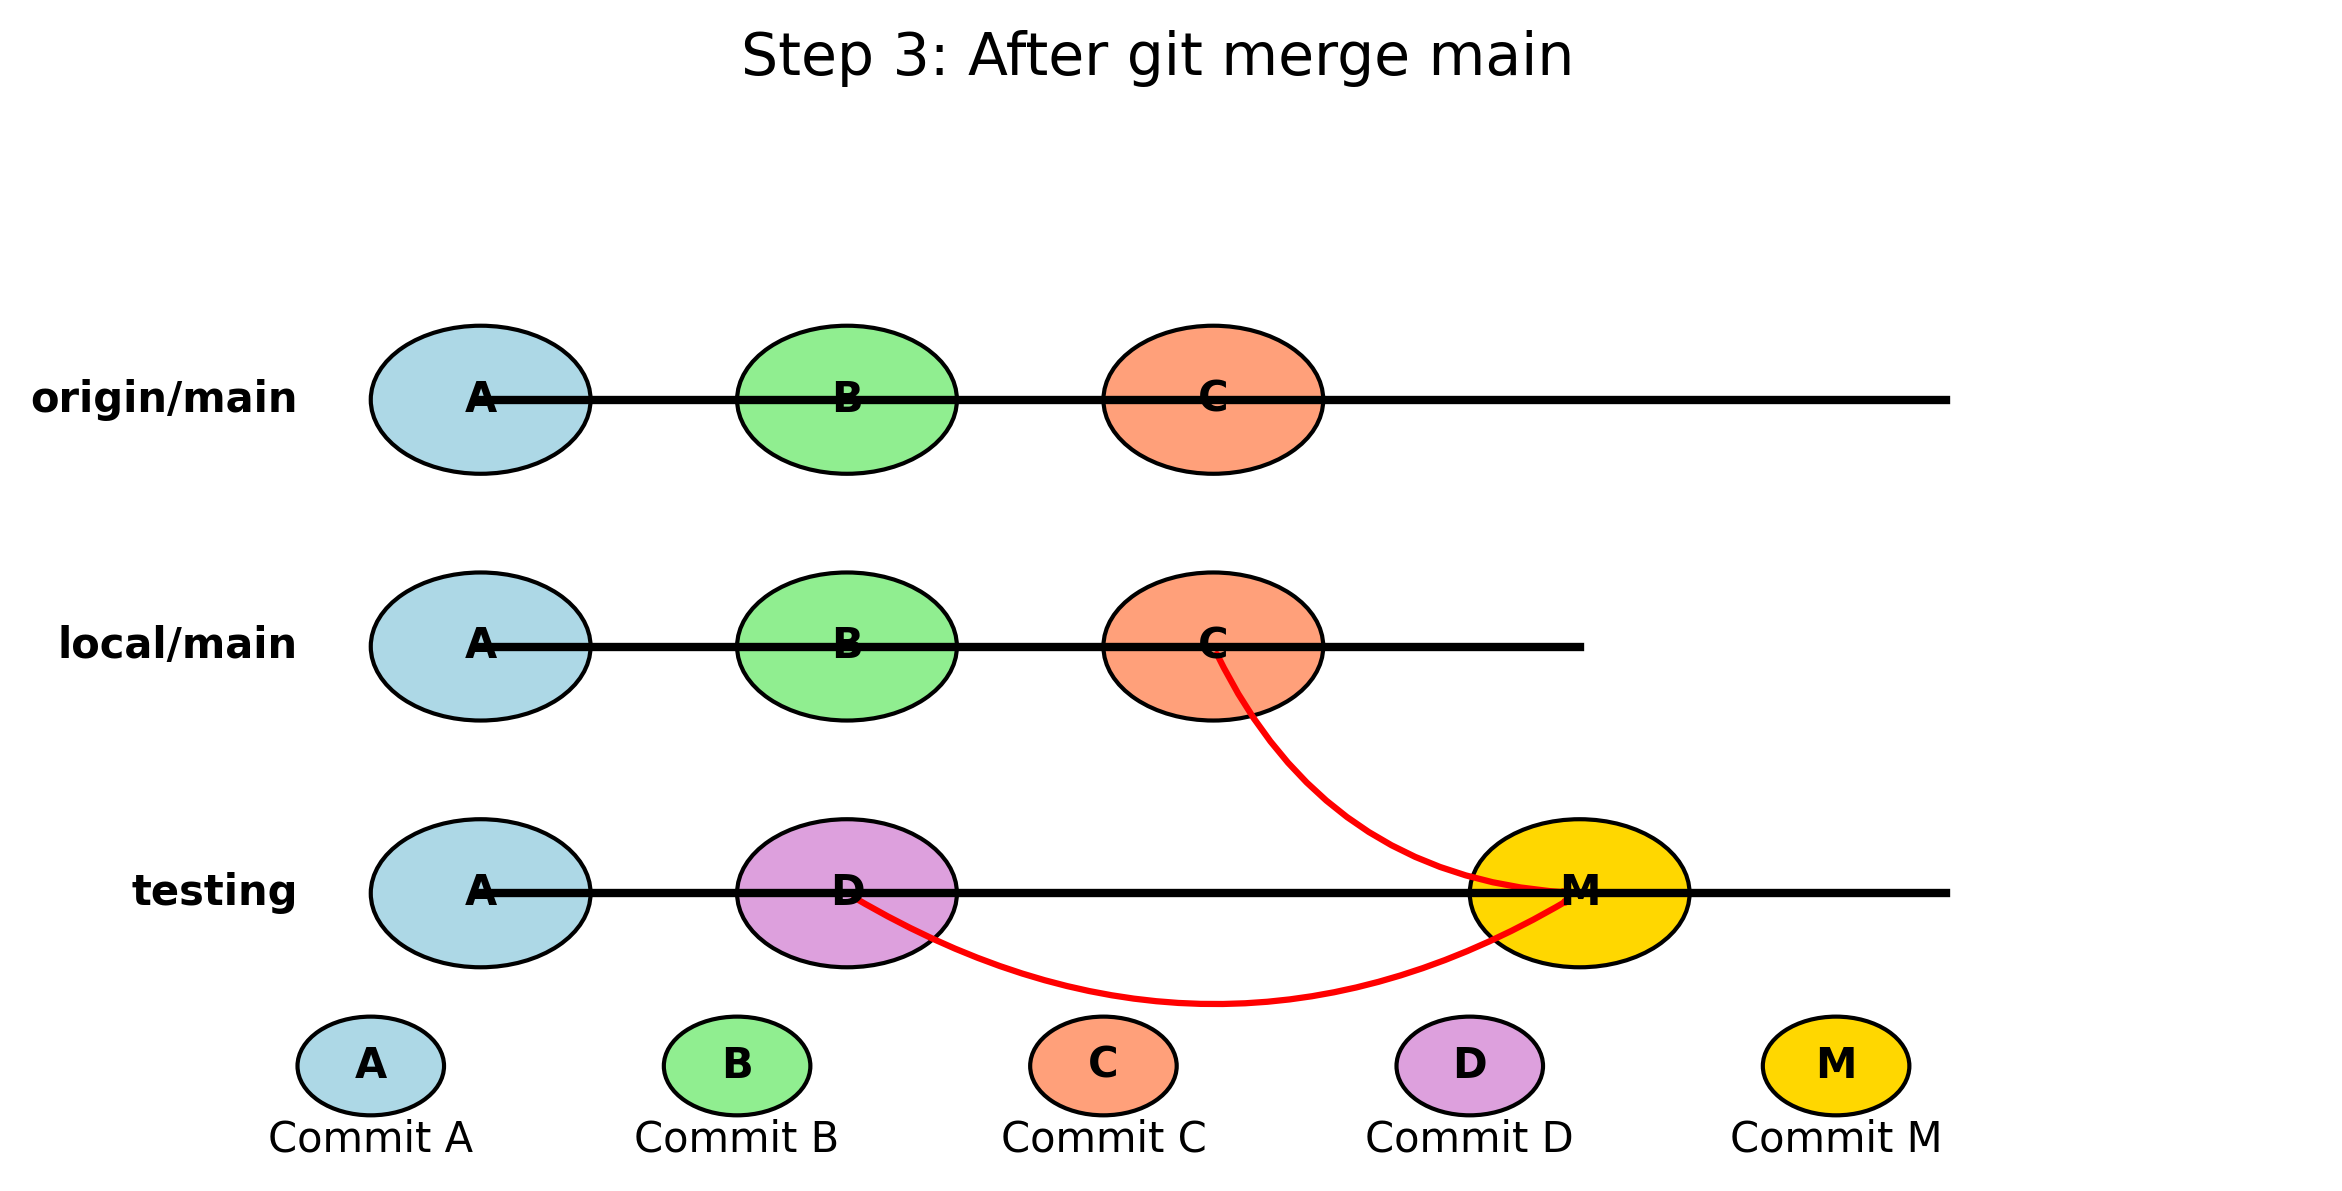 Step 3: After git merge main
origin/main
A
B
C
local/main
A
B
C
testing
A
D
M
A
B
C
D
M
Commit A
Commit B
Commit C
Commit D
Commit M